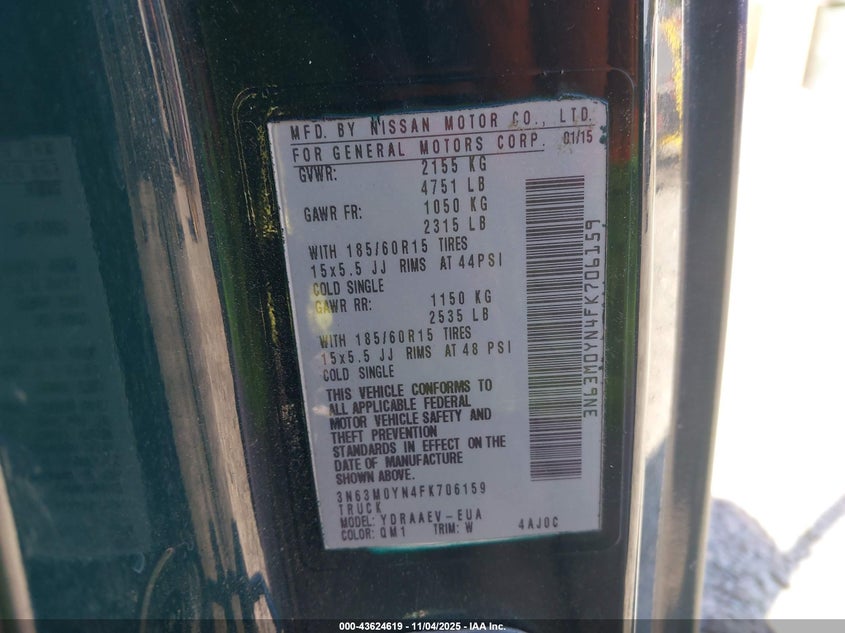 MFD. BY NISSAN MOTOR CO., LTD.
FOR GENERAL MOTORS CORP. 01/15
GVWR: 2155 KG
4751 LB
GAWR FR: 1050 KG
2315 LB
WITH 185/60R15 TIRES
15x5.5 JJ RIMS AT 44PSI
COLD SINGLE
GAWR RR: 1150 KG
2535 LB
WITH 185/60R15 TIRES
15x5.5 JJ RIMS AT 48 PSI
COLD SINGLE
THIS VEHICLE CONFORMS TO
ALL APPLICABLE FEDERAL
MOTOR VEHICLE SAFETY AND
THEFT PREVENTION
STANDARDS IN EFFECT ON THE
DATE OF MANUFACTURE
SHOWN ABOVE.
3N63M0YN4FK706159
TRUCK
MODEL: YDRAAEV-EUA
COLOR: QM1 TRIM: W 4AJ0C
3N63M0YN4FK706159
000-43624619 - 11/04/2025 - IAA Inc.